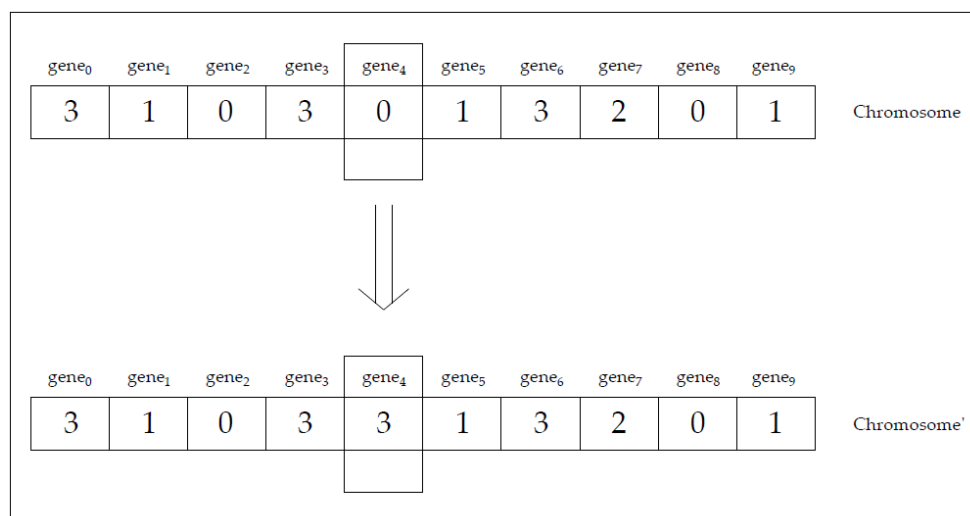 gene₀ gene₁ gene₂ gene₃ gene₄ gene₅ gene₆ gene₇ gene₈ gene₉
3 1 0 3 0 1 3 2 0 1 Chromosome
gene₀ gene₁ gene₂ gene₃ gene₄ gene₅ gene₆ gene₇ gene₈ gene₉
3 1 0 3 3 1 3 2 0 1 Chromosome'